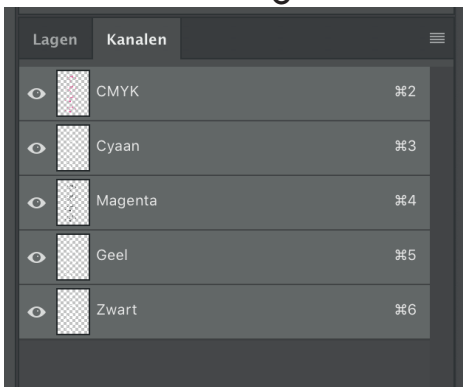 Lagen Kanalen
CMYK ⌘2
Cyaan ⌘3
Magenta ⌘4
Geel ⌘5
Zwart ⌘6